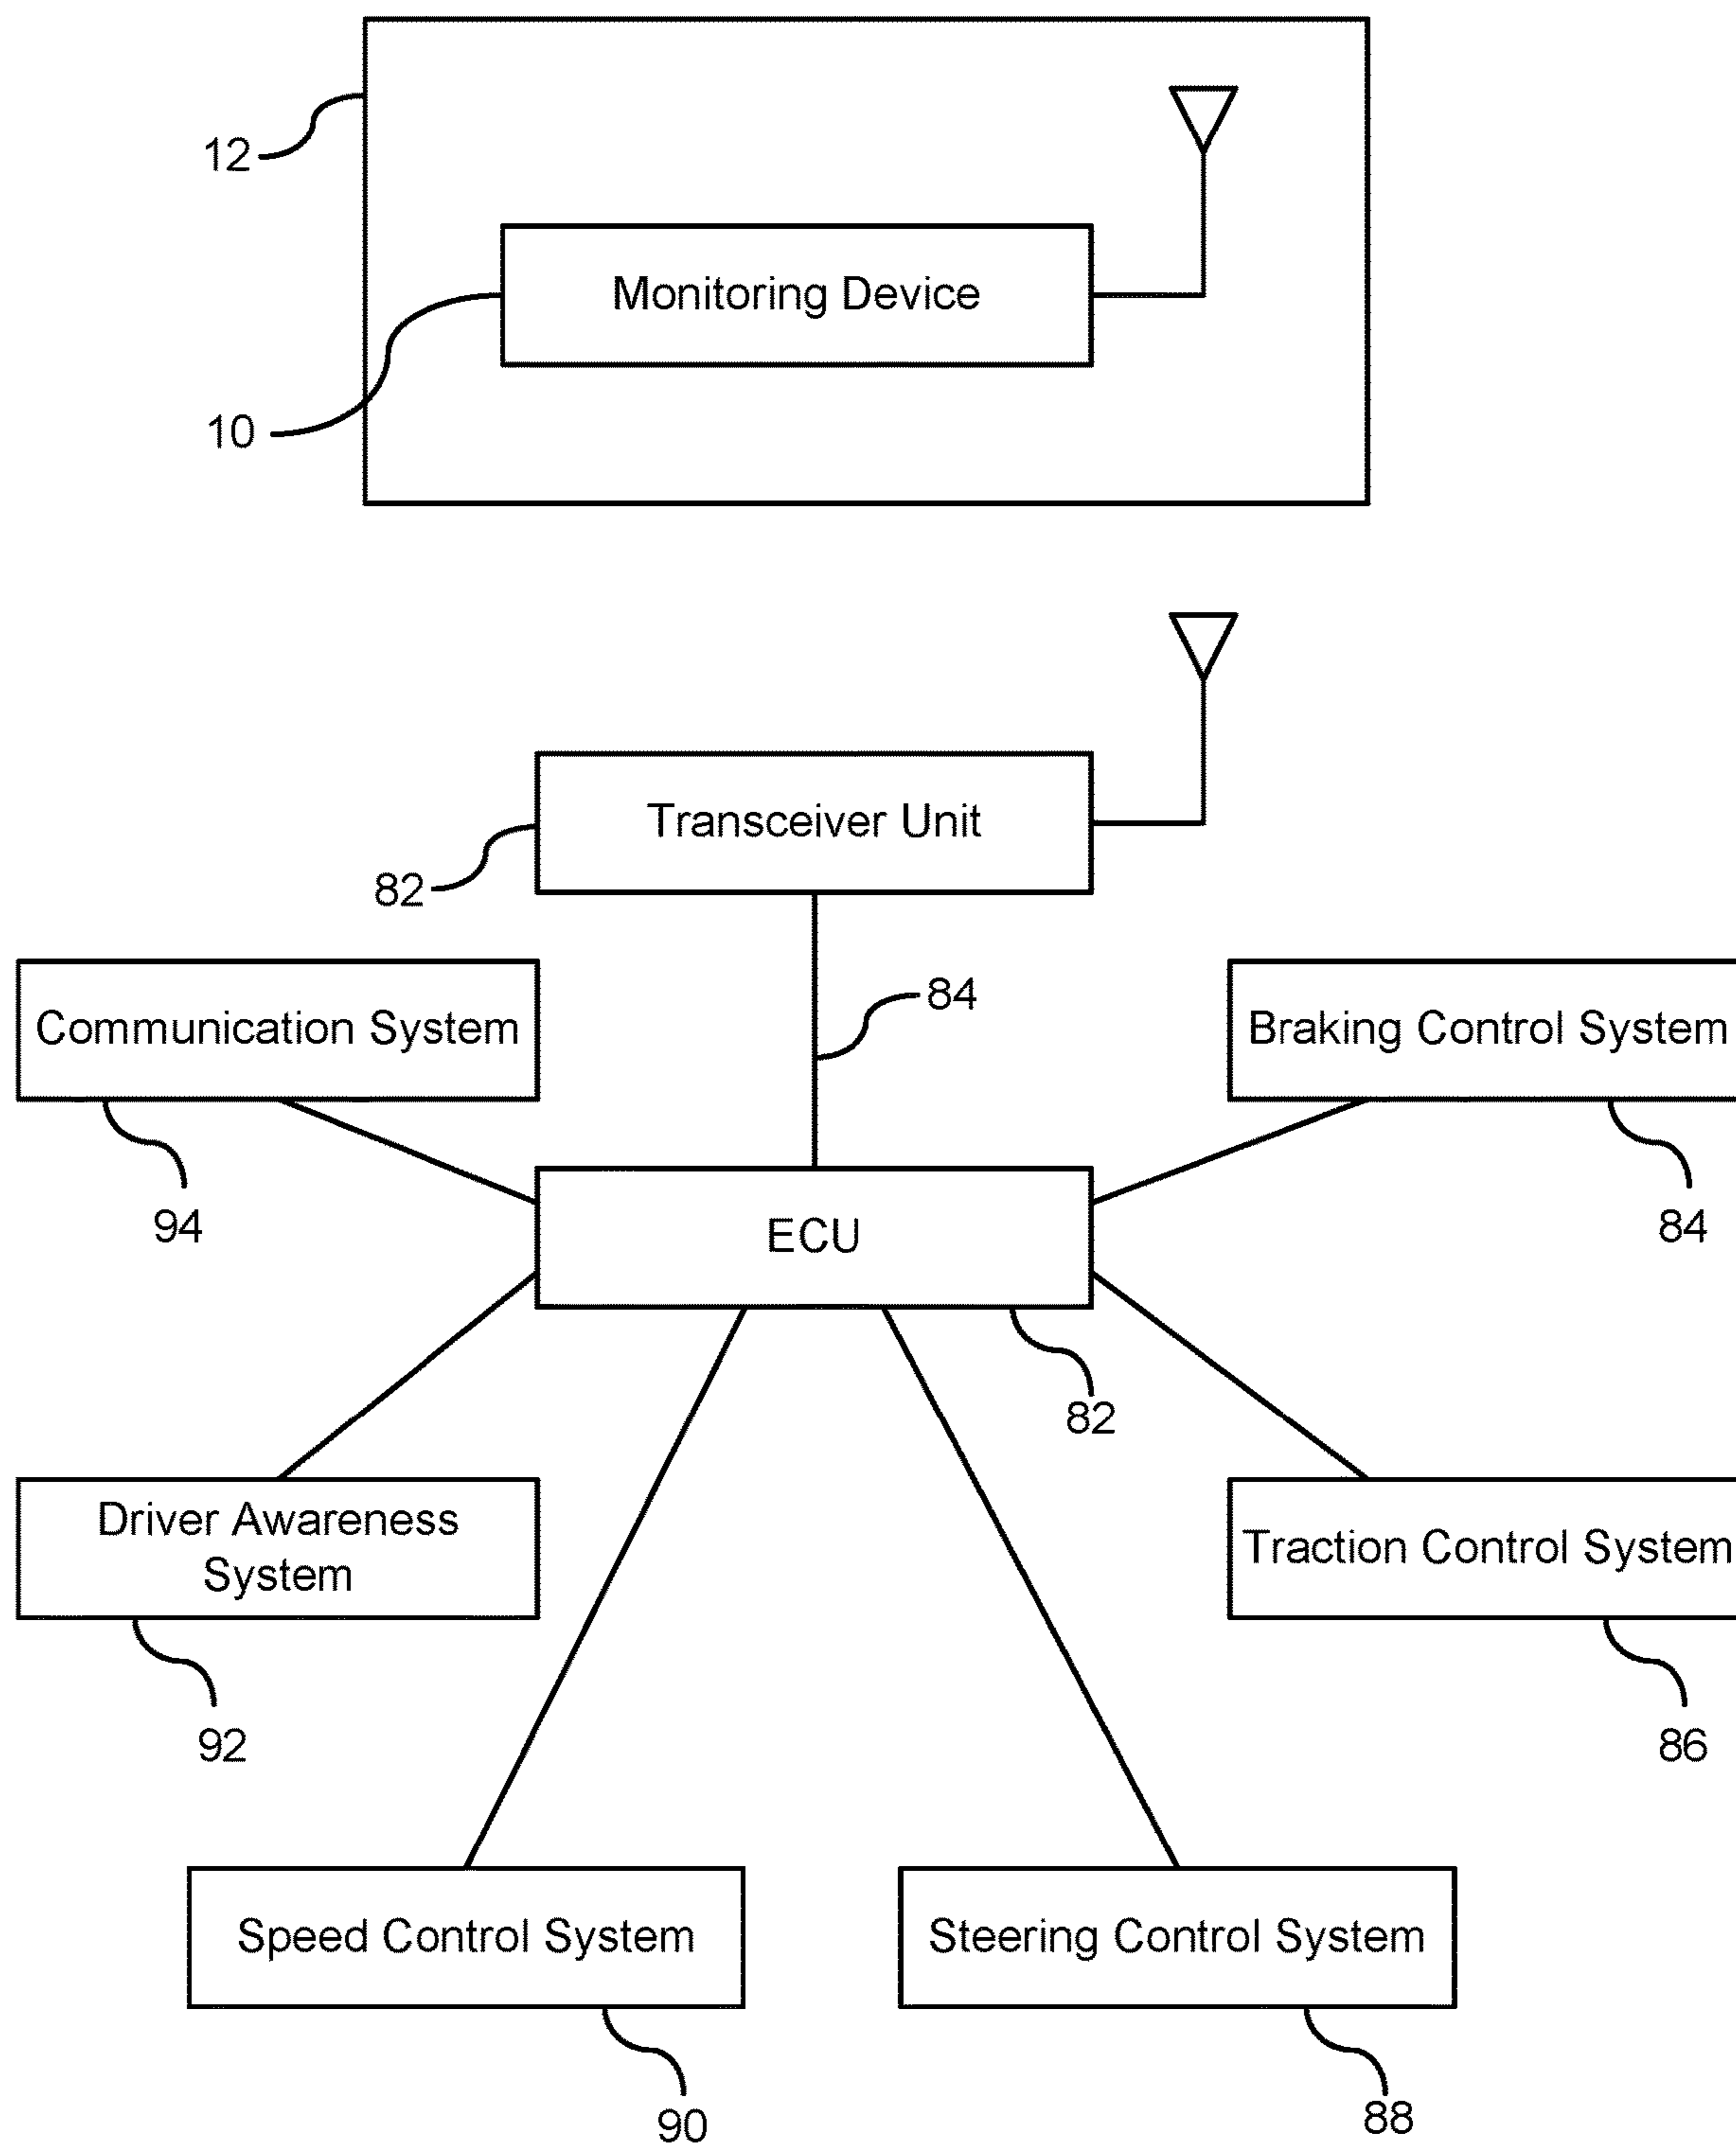 12
Monitoring Device
10
Transceiver Unit
82
84
Communication System
Braking Control System
94
84
ECU
82
Driver Awareness
System
Traction Control System
92
86
Speed Control System
Steering Control System
90
88